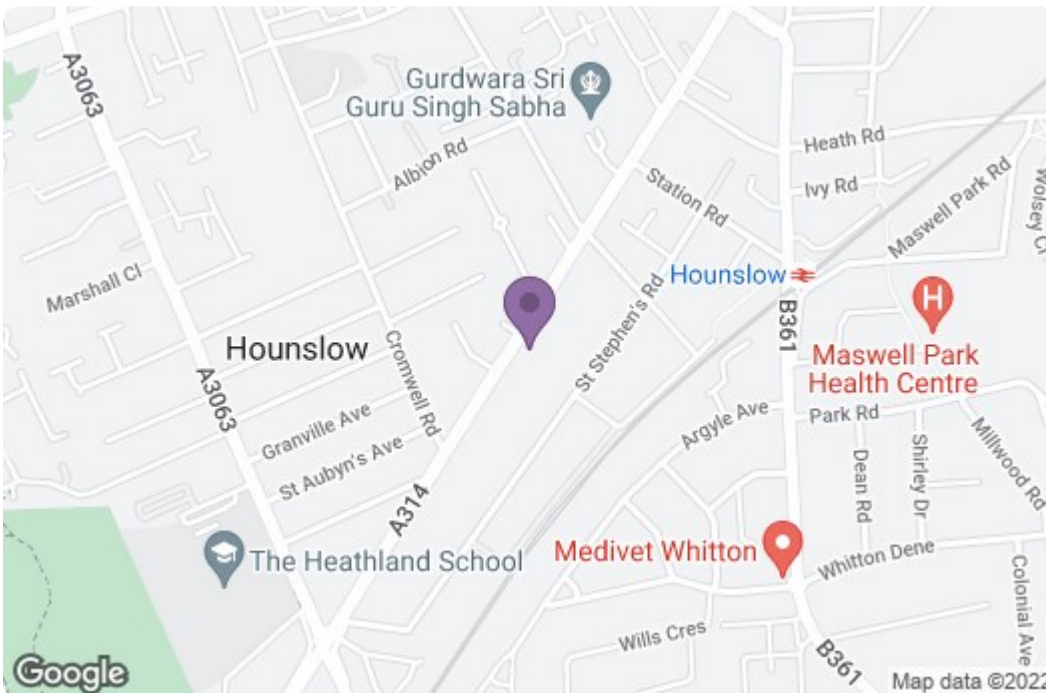 A3063
Gurdwara Sri
Guru Singh Sabha
Albion Rd
Heath Rd
Station Rd
Ivy Rd
Maswell Park Rd
Wolsey Cl
Marshall Cl
Hounslow
B361
H
Maswell Park
Health Centre
Hounslow
St Stephen's Rd
Cromwell Rd
A3063
Granville Ave
St Aubyn's Ave
Argyle Ave
Park Rd
Millwood Rd
Shirley Dr
Dean Rd
A314
The Heathland School
Medivet Whitton
Whitton Dene
Colonial Ave
Wills Cres
B361
Google
Map data ©2022